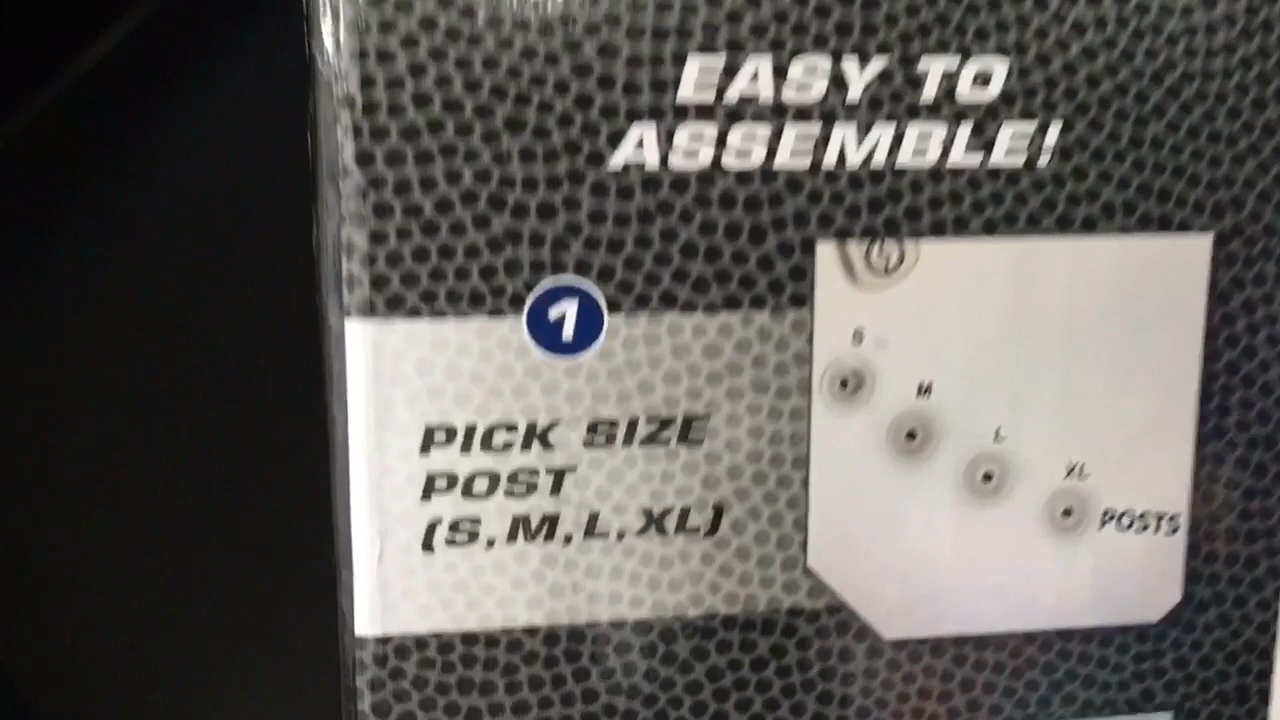 EASY TO
ASSEMBLE!
1
PICK SIZE
POST
(S,M,L,XL)
S
M
L
XL
POSTS